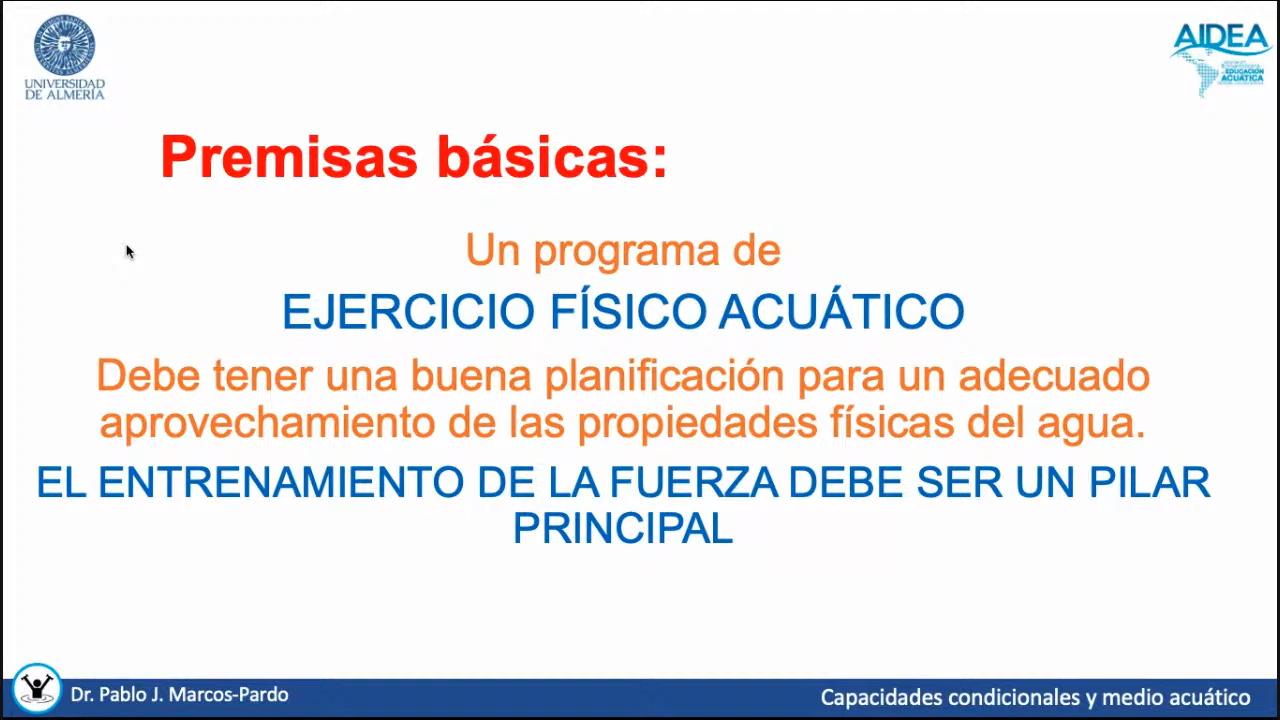 UNIVERSIDAD
DE ALMERÍA
AIDEA
EDUCACIÓN
ACUÁTICA
Premisas básicas:
Un programa de
EJERCICIO FÍSICO ACUÁTICO
Debe tener una buena planificación para un adecuado
aprovechamiento de las propiedades físicas del agua.
EL ENTRENAMIENTO DE LA FUERZA DEBE SER UN PILAR
PRINCIPAL
Dr. Pablo J. Marcos-Pardo
Capacidades condicionales y medio acuático